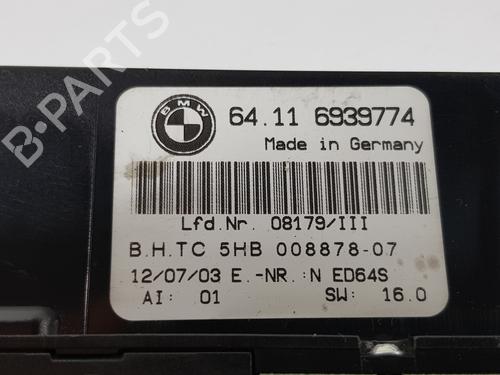 BMW
64.11 6939774
Made in Germany
Lfd.Nr. 08179/III
B.H.TC 5HB 008878-07
12/07/03 E.-NR.:N ED64S
AI: 01 SW: 16.0
B-PARTS